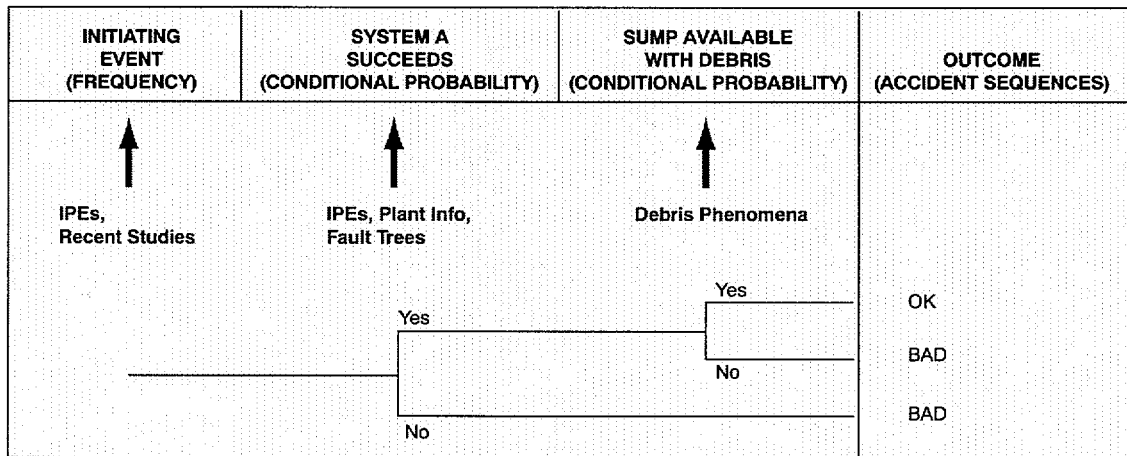 INITIATING
EVENT
(FREQUENCY)
SYSTEM A
SUCCEEDS
(CONDITIONAL PROBABILITY)
SUMP AVAILABLE
WITH DEBRIS
(CONDITIONAL PROBABILITY)
OUTCOME
(ACCIDENT SEQUENCES)
IPEs,
Recent Studies
IPEs, Plant Info,
Fault Trees
Debris Phenomena
Yes
OK
Yes
BAD
No
BAD
No